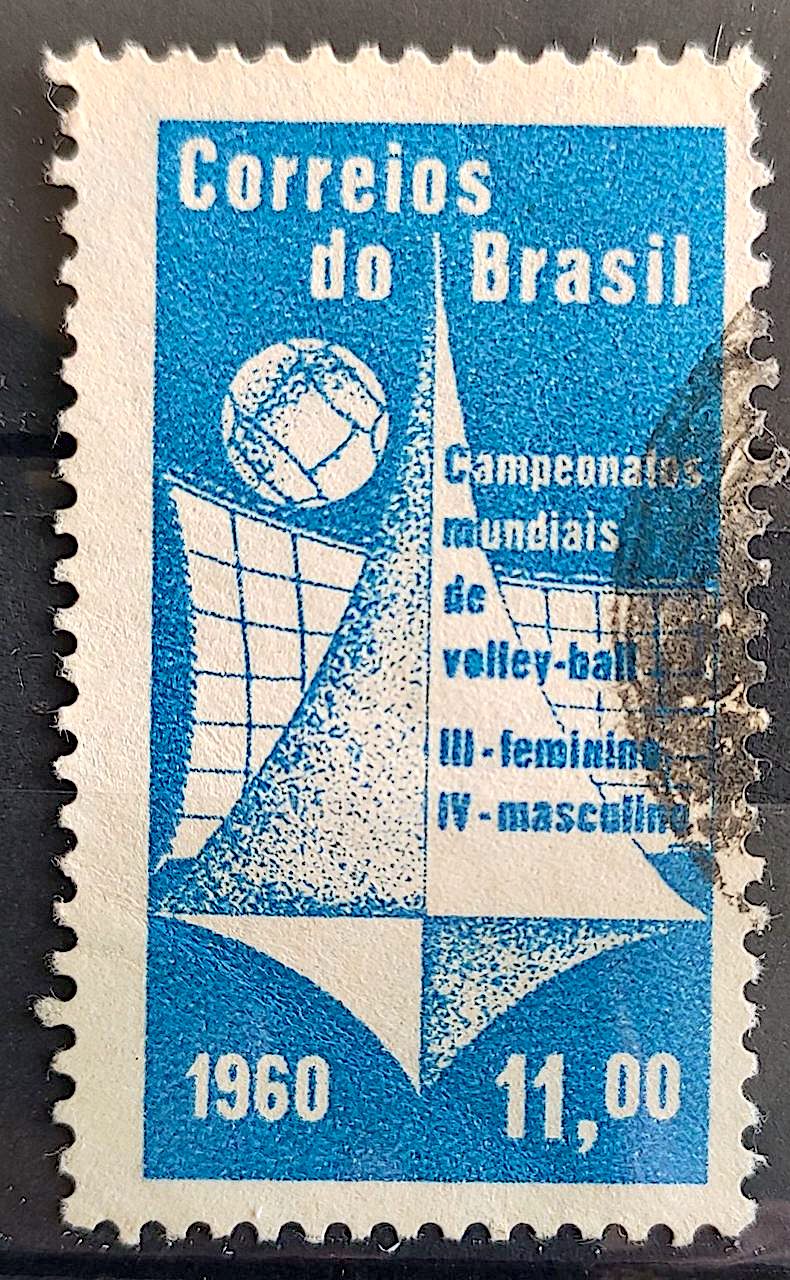 Correios
do Brasil
Campeonatos
mundiais
de
volley-ball
III-feminino
IV-masculino
1960
11,00